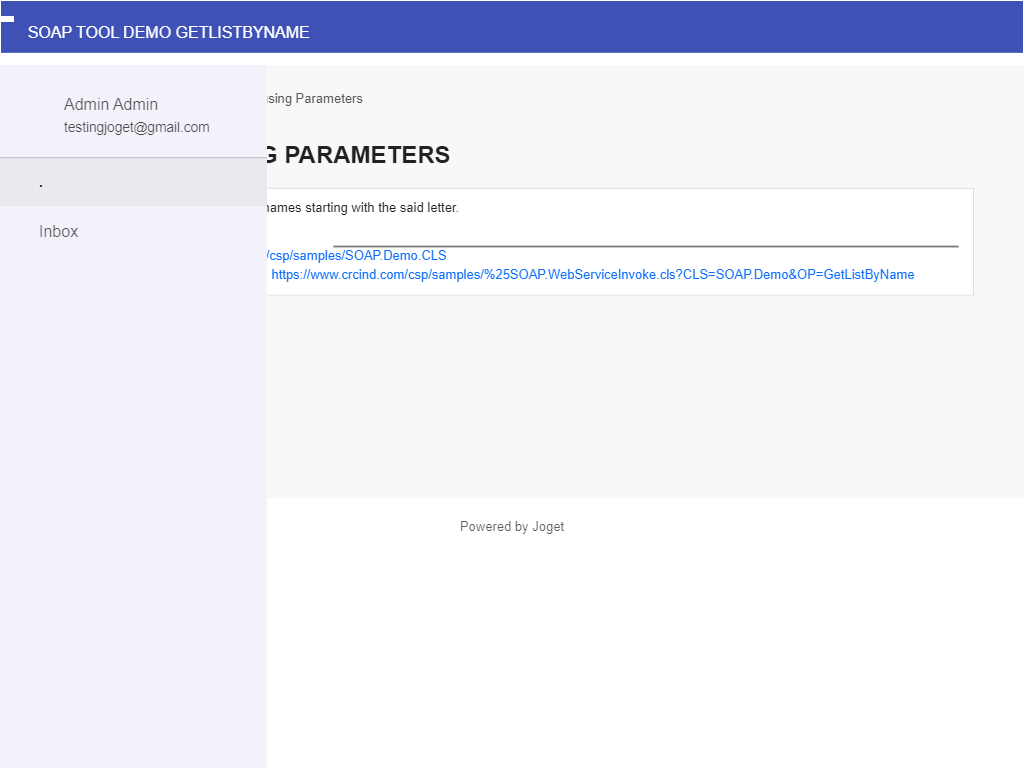 SOAP TOOL DEMO GETLISTBYNAME
Admin Admin
testingjoget@gmail.com
.
Inbox
using Parameters
PARAMETERS
names starting with the said letter.
/csp/samples/SOAP.Demo.CLS
https://www.crcind.com/csp/samples/%25SOAP.WebServiceInvoke.cls?CLS=SOAP.Demo&OP=GetListByName
Powered by Joget